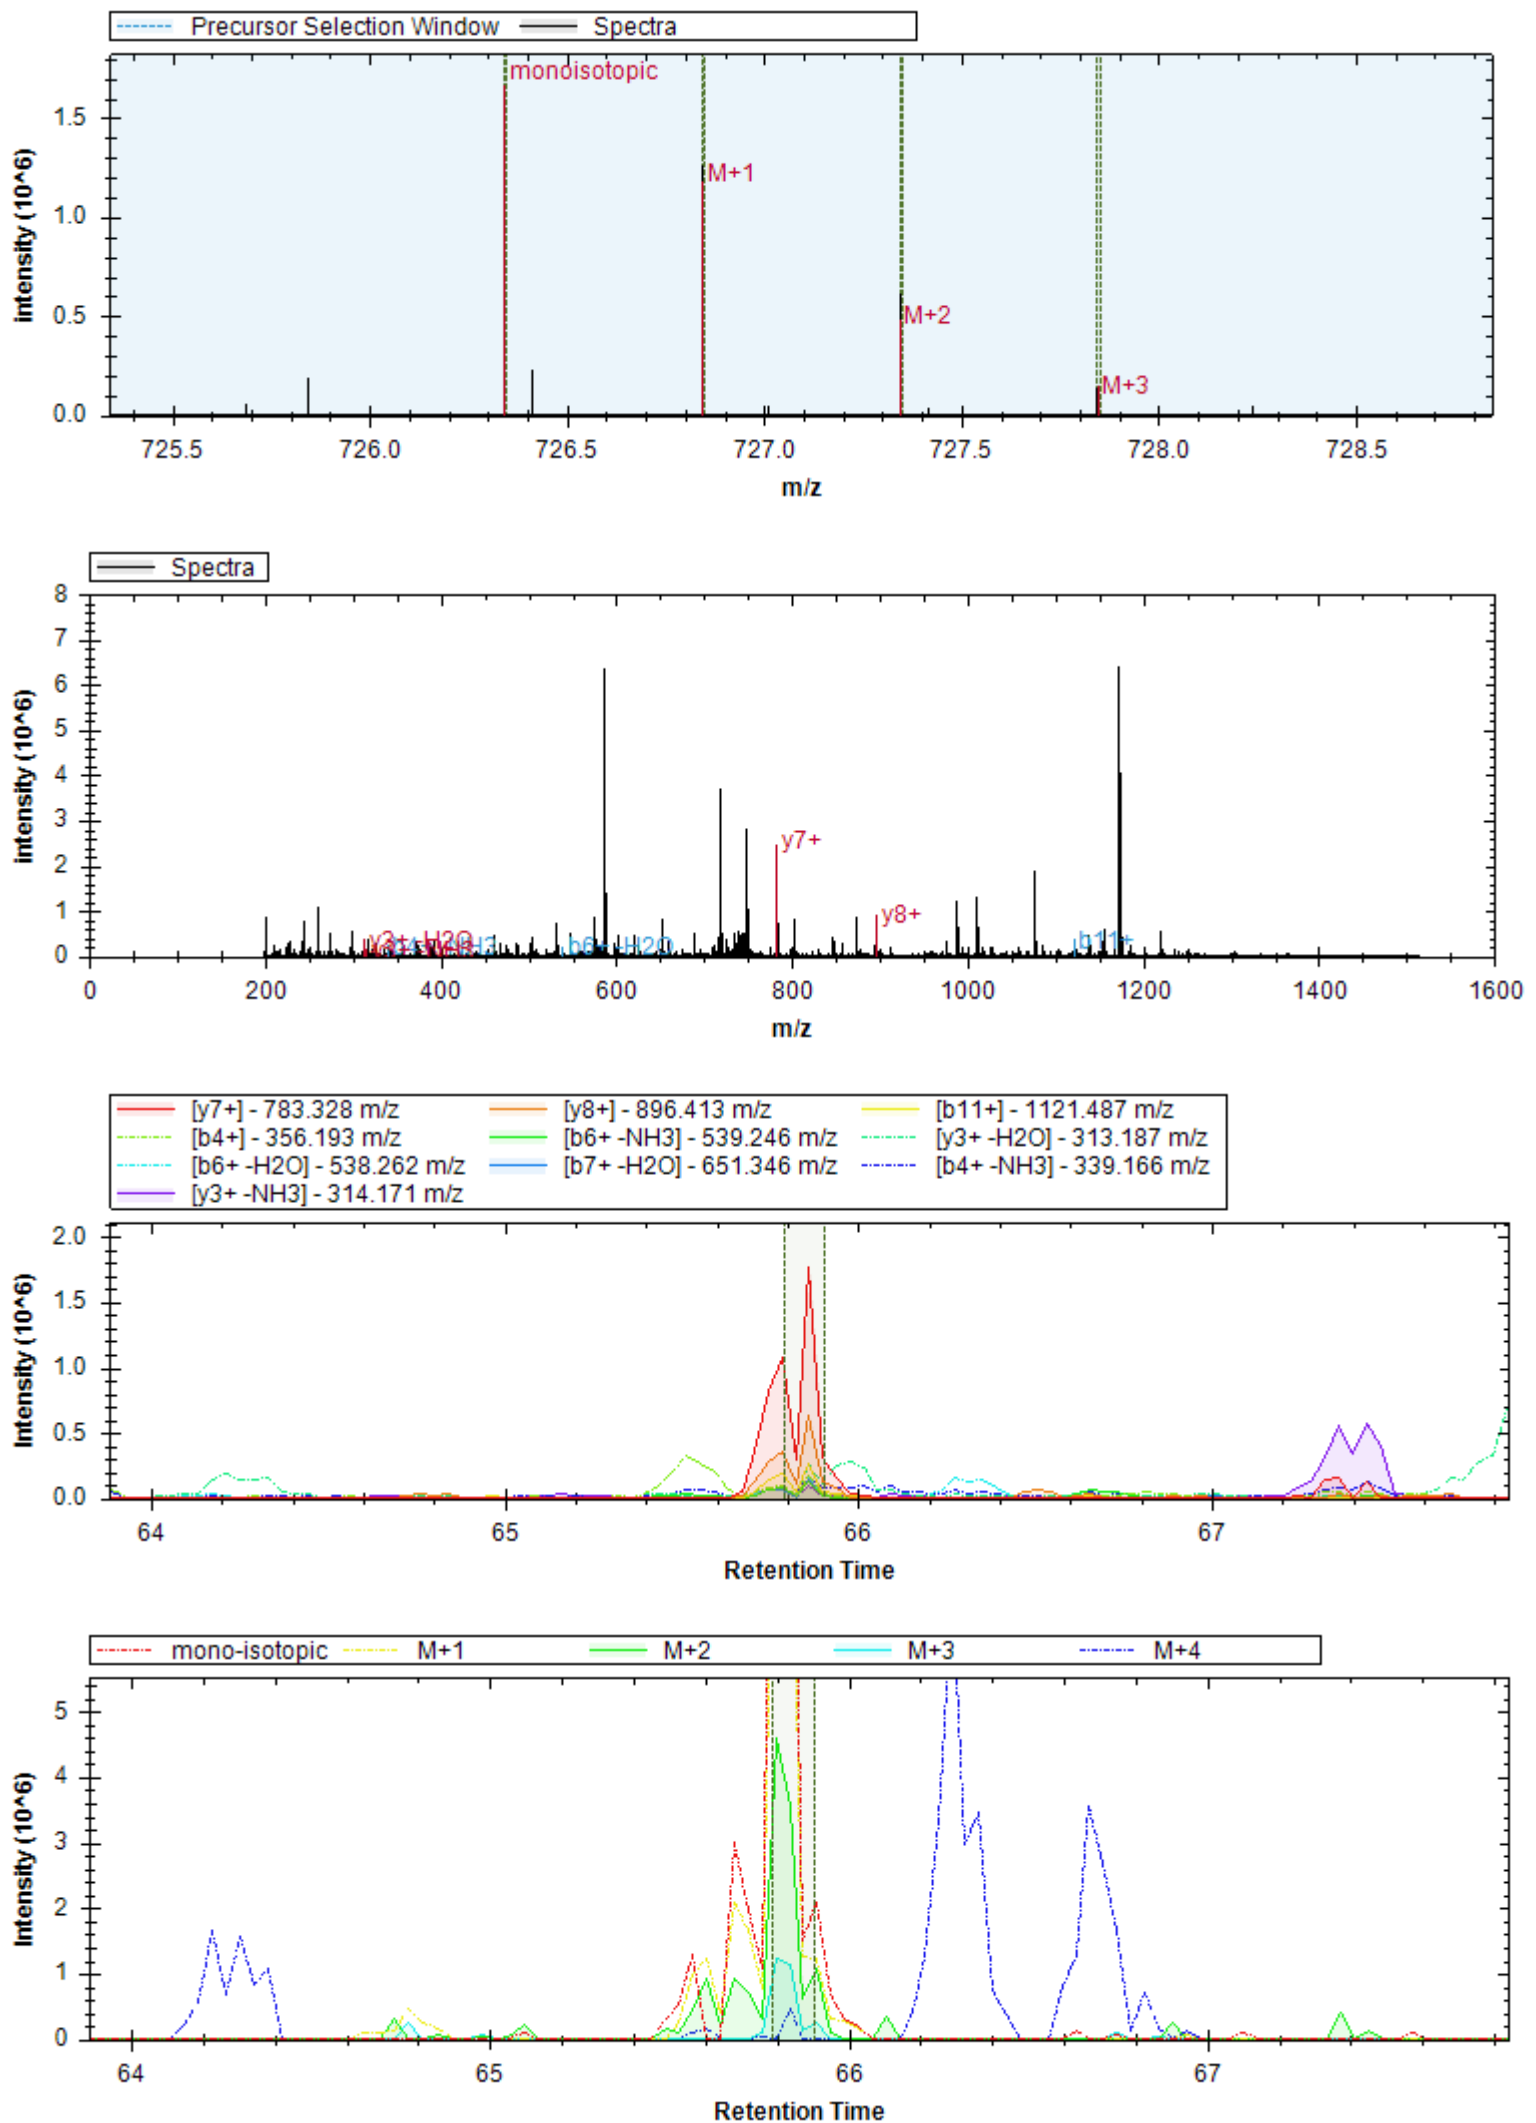 Precursor Selection Window Spectra
monoisotopic
M+1
M+2
M+3
intensity (10^6)
1.5
1.0
0.5
0.0
725.5 726.0 726.5 727.0 727.5 728.0 728.5
m/z
Spectra
intensity (10^6)
8
7
6
5
4
3
2
1
0
y7+
y8+
b6+ -H2O
b11+
0 200 400 600 800 1000 1200 1400 1600
m/z
[y7+] - 783.328 m/z [y8+] - 896.413 m/z [b11+] - 1121.487 m/z
[b4+] - 356.193 m/z [b6+ -NH3] - 539.246 m/z [y3+ -H2O] - 313.187 m/z
[b6+ -H2O] - 538.262 m/z [b7+ -H2O] - 651.346 m/z [b4+ -NH3] - 339.166 m/z
[y3+ -NH3] - 314.171 m/z
Intensity (10^6)
2.0
1.5
1.0
0.5
0.0
64 65 66 67
Retention Time
mono-isotopic M+1 M+2 M+3 M+4
Intensity (10^6)
5
4
3
2
1
0
64 65 66 67
Retention Time